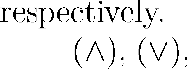 respectively.
(∧), (∨),